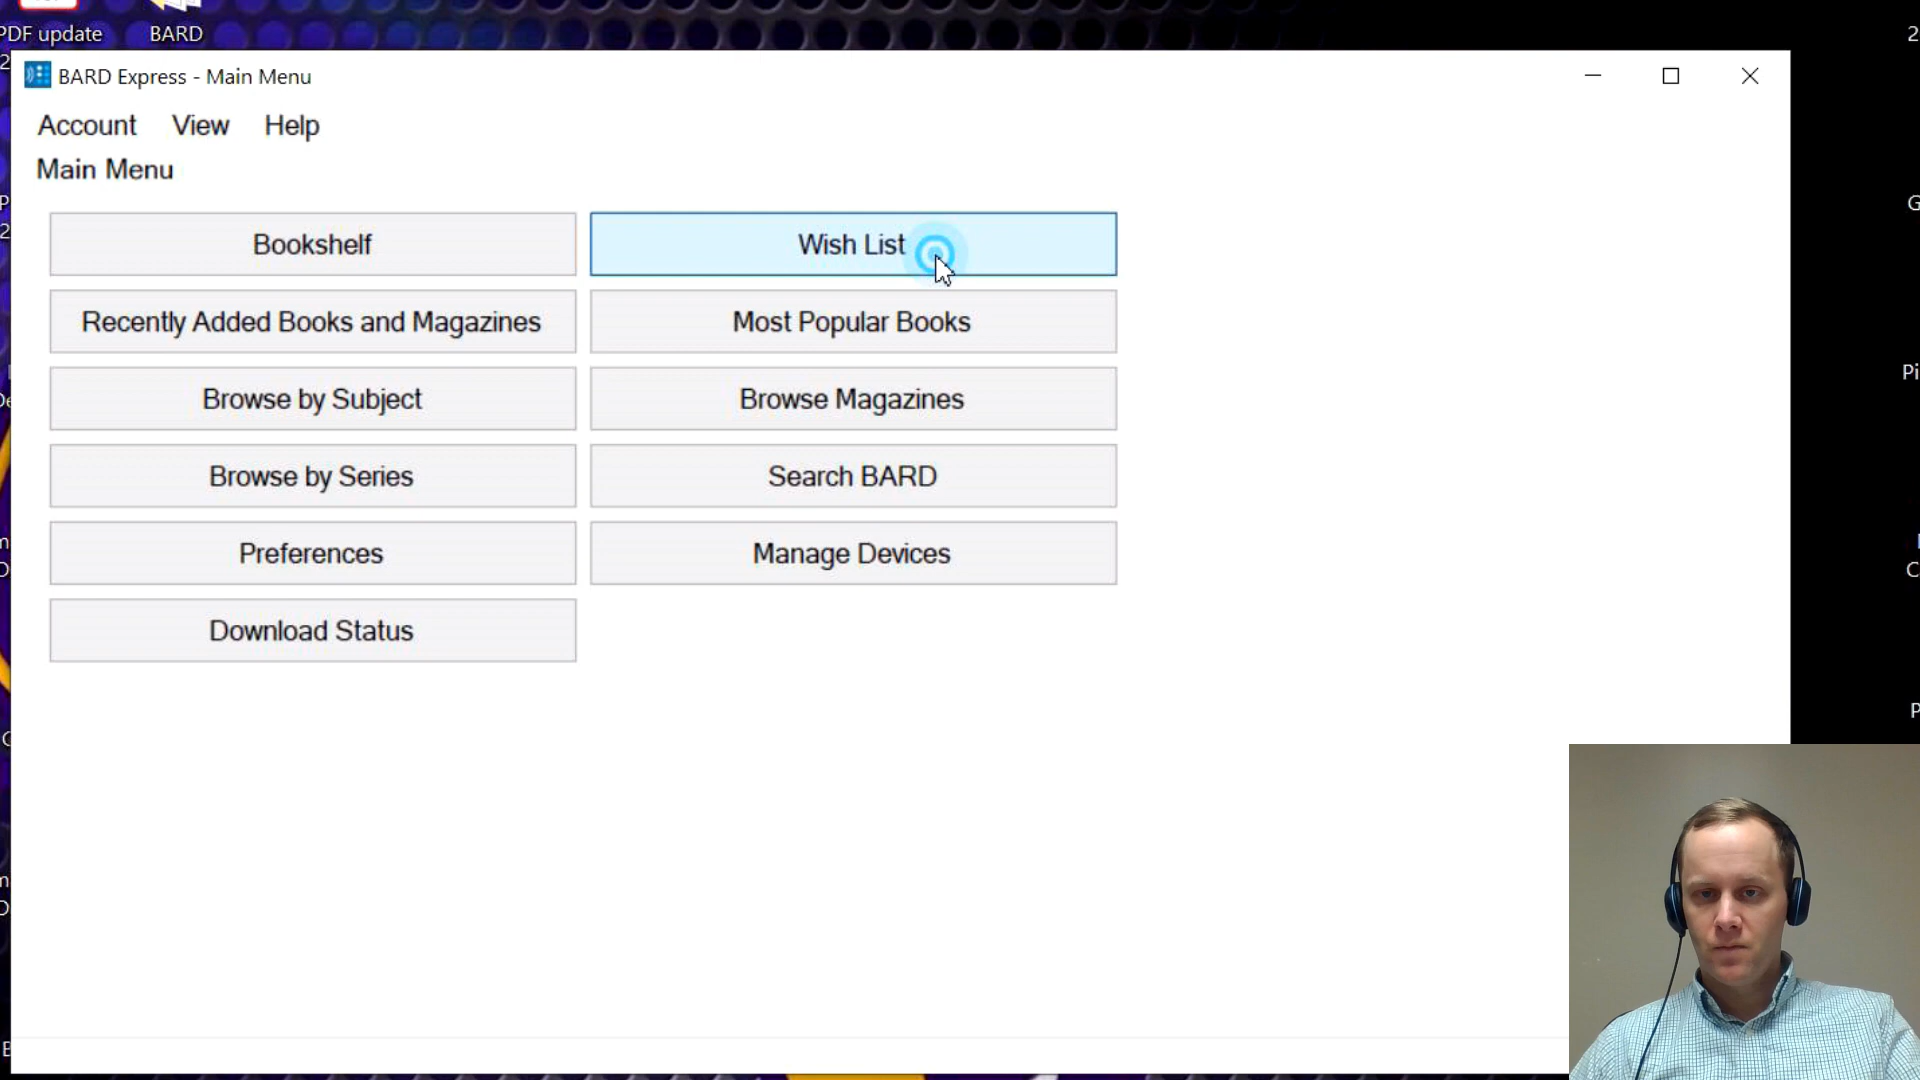 PDF update
BARD
BARD Express - Main Menu
Account View Help
Main Menu
Bookshelf
Wish List
Recently Added Books and Magazines
Most Popular Books
Browse by Subject
Browse Magazines
Browse by Series
Search BARD
Preferences
Manage Devices
Download Status